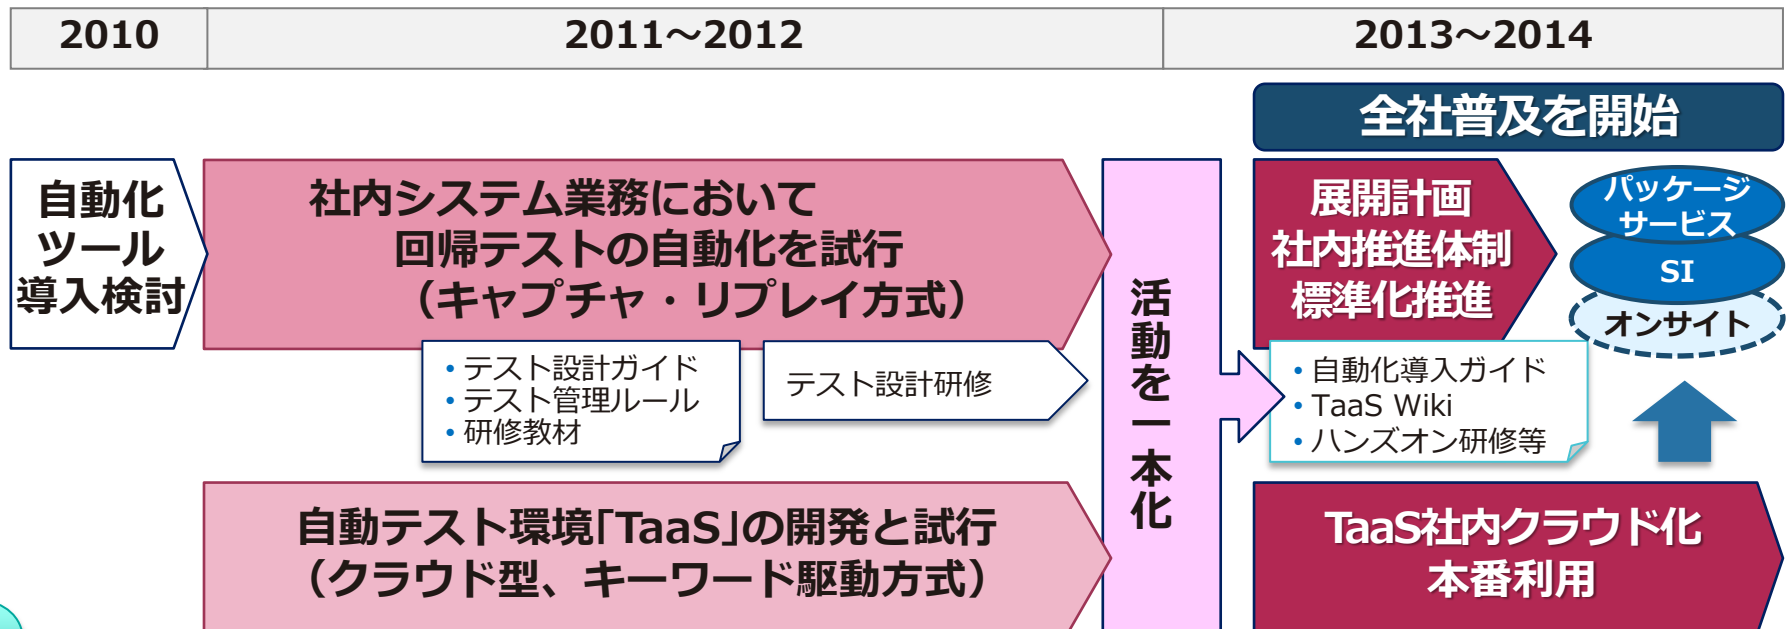 2010
2011～2012
2013～2014
全社普及を開始
自動化
ツール
導入検討
社内システム業務において
回帰テストの自動化を試行
（キャプチャ・リプレイ方式）
・テスト設計ガイド
・テスト管理ルール
・研修教材
テスト設計研修
自動テスト環境「TaaS」の開発と試行
（クラウド型、キーワード駆動方式）
活動を一本化
展開計画
社内推進体制
標準化推進
・自動化導入ガイド
・TaaS Wiki
・ハンズオン研修等
パッケージ
サービス
SI
オンサイト
TaaS社内クラウド化
本番利用